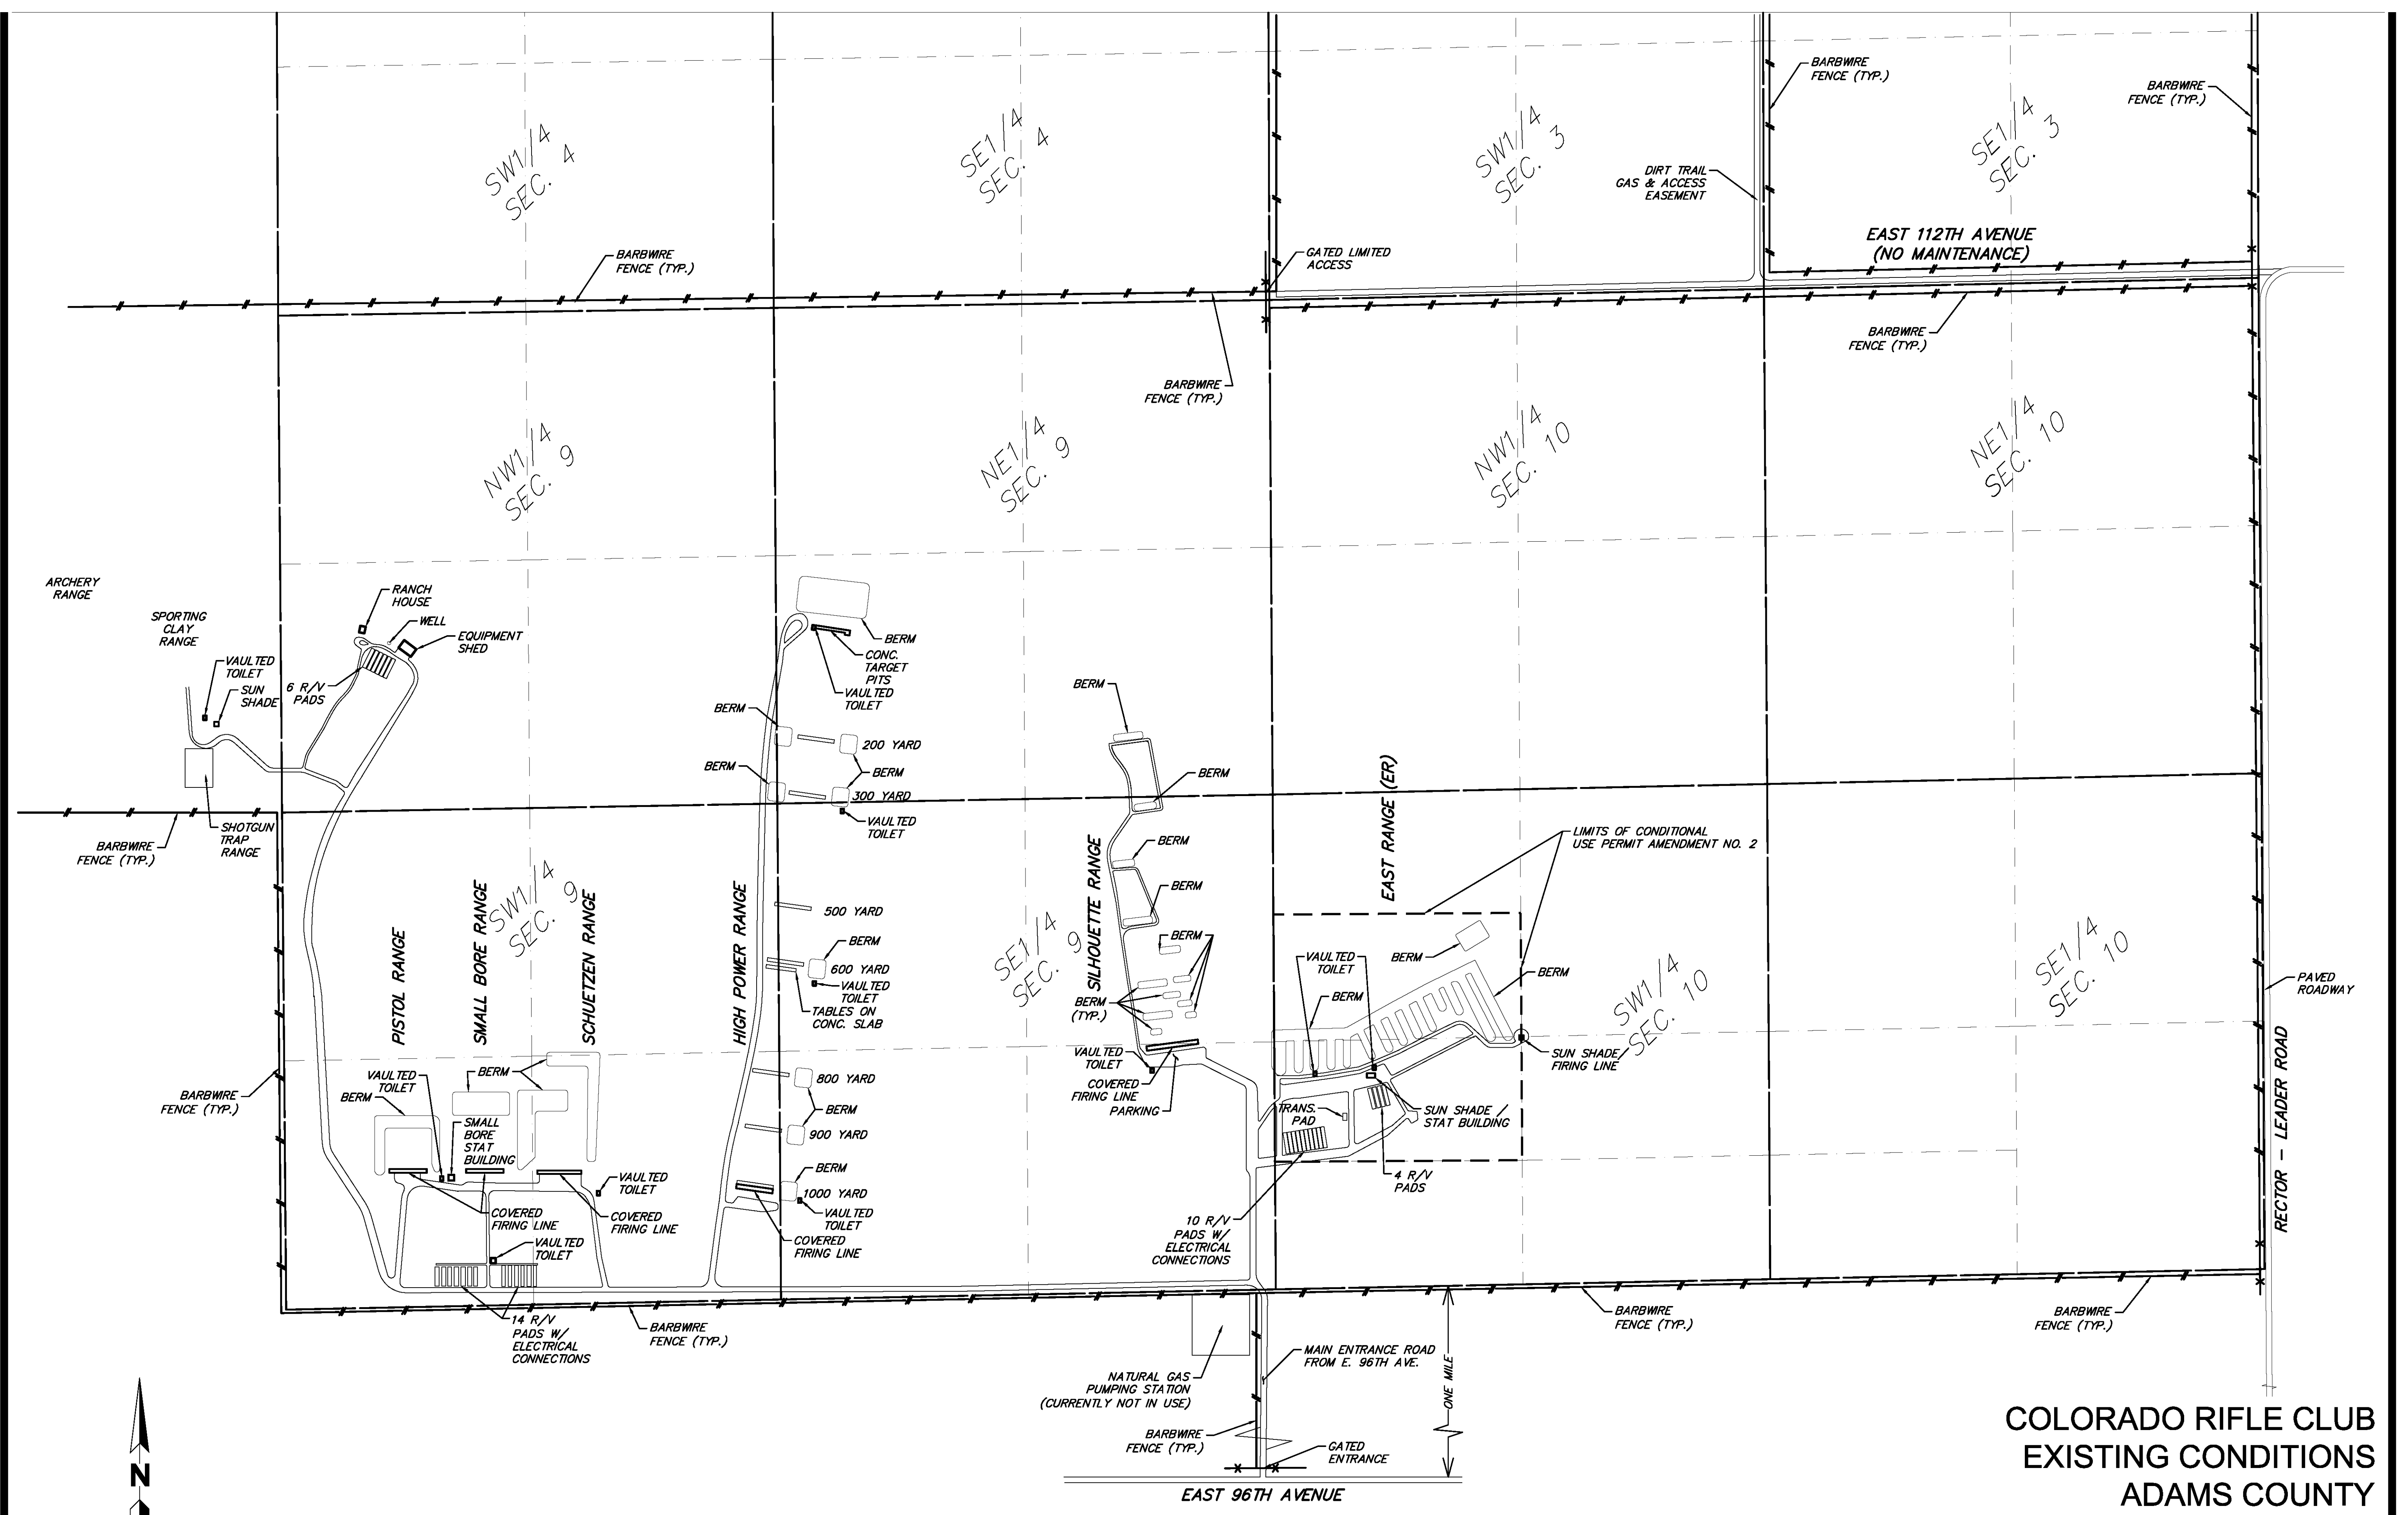 SW1/4
SEC. 4
SE1/4
SEC. 4
SW1/4
SEC. 3
SE1/4
SEC. 3
BARBWIRE
FENCE (TYP.)
BARBWIRE
FENCE (TYP.)
DIRT TRAIL
GAS & ACCESS
EASEMENT
EAST 112TH AVENUE
(NO MAINTENANCE)
BARBWIRE
FENCE (TYP.)
GATED LIMITED
ACCESS
BARBWIRE
FENCE (TYP.)
BARBWIRE
FENCE (TYP.)
NW1/4
SEC. 9
NE1/4
SEC. 9
NW1/4
SEC. 10
NE1/4
SEC. 10
ARCHERY
RANGE
SPORTING
CLAY
RANGE
VAULTED
TOILET
SUN
SHADE
6 R/V
PADS
RANCH
HOUSE
WELL
EQUIPMENT
SHED
SHOTGUN
TRAP
RANGE
BARBWIRE
FENCE (TYP.)
BERM
CONC.
TARGET
PITS
VAULTED
TOILET
BERM
200 YARD
BERM
BERM
300 YARD
VAULTED
TOILET
500 YARD
BERM
600 YARD
VAULTED
TOILET
TABLES ON
CONC. SLAB
800 YARD
BERM
900 YARD
BERM
1000 YARD
VAULTED
TOILET
COVERED
FIRING LINE
HIGH POWER RANGE
SW1/4
SEC. 9
PISTOL RANGE
SMALL BORE RANGE
SCHUETZEN RANGE
BARBWIRE
FENCE (TYP.)
VAULTED
TOILET
BERM
BERM
SMALL
BORE
STAT
BUILDING
VAULTED
TOILET
COVERED
FIRING LINE
COVERED
FIRING LINE
VAULTED
TOILET
14 R/V
PADS W/
ELECTRICAL
CONNECTIONS
BARBWIRE
FENCE (TYP.)
SE1/4
SEC. 9
SILHOUETTE RANGE
BERM
BERM
BERM
BERM
BERM
BERM
(TYP.)
VAULTED
TOILET
COVERED
FIRING LINE
PARKING
EAST RANGE (ER)
LIMITS OF CONDITIONAL
USE PERMIT AMENDMENT NO. 2
VAULTED
TOILET
BERM
BERM
BERM
SUN SHADE/
FIRING LINE
TRANS.
PAD
SUN SHADE /
STAT BUILDING
4 R/V
PADS
10 R/V
PADS W/
ELECTRICAL
CONNECTIONS
SW1/4
SEC. 10
SE1/4
SEC. 10
PAVED
ROADWAY
RECTOR - LEADER ROAD
BARBWIRE
FENCE (TYP.)
BARBWIRE
FENCE (TYP.)
NATURAL GAS
PUMPING STATION
(CURRENTLY NOT IN USE)
MAIN ENTRANCE ROAD
FROM E. 96TH AVE.
ONE MILE
BARBWIRE
FENCE (TYP.)
GATED
ENTRANCE
EAST 96TH AVENUE
N
COLORADO RIFLE CLUB
EXISTING CONDITIONS
ADAMS COUNTY